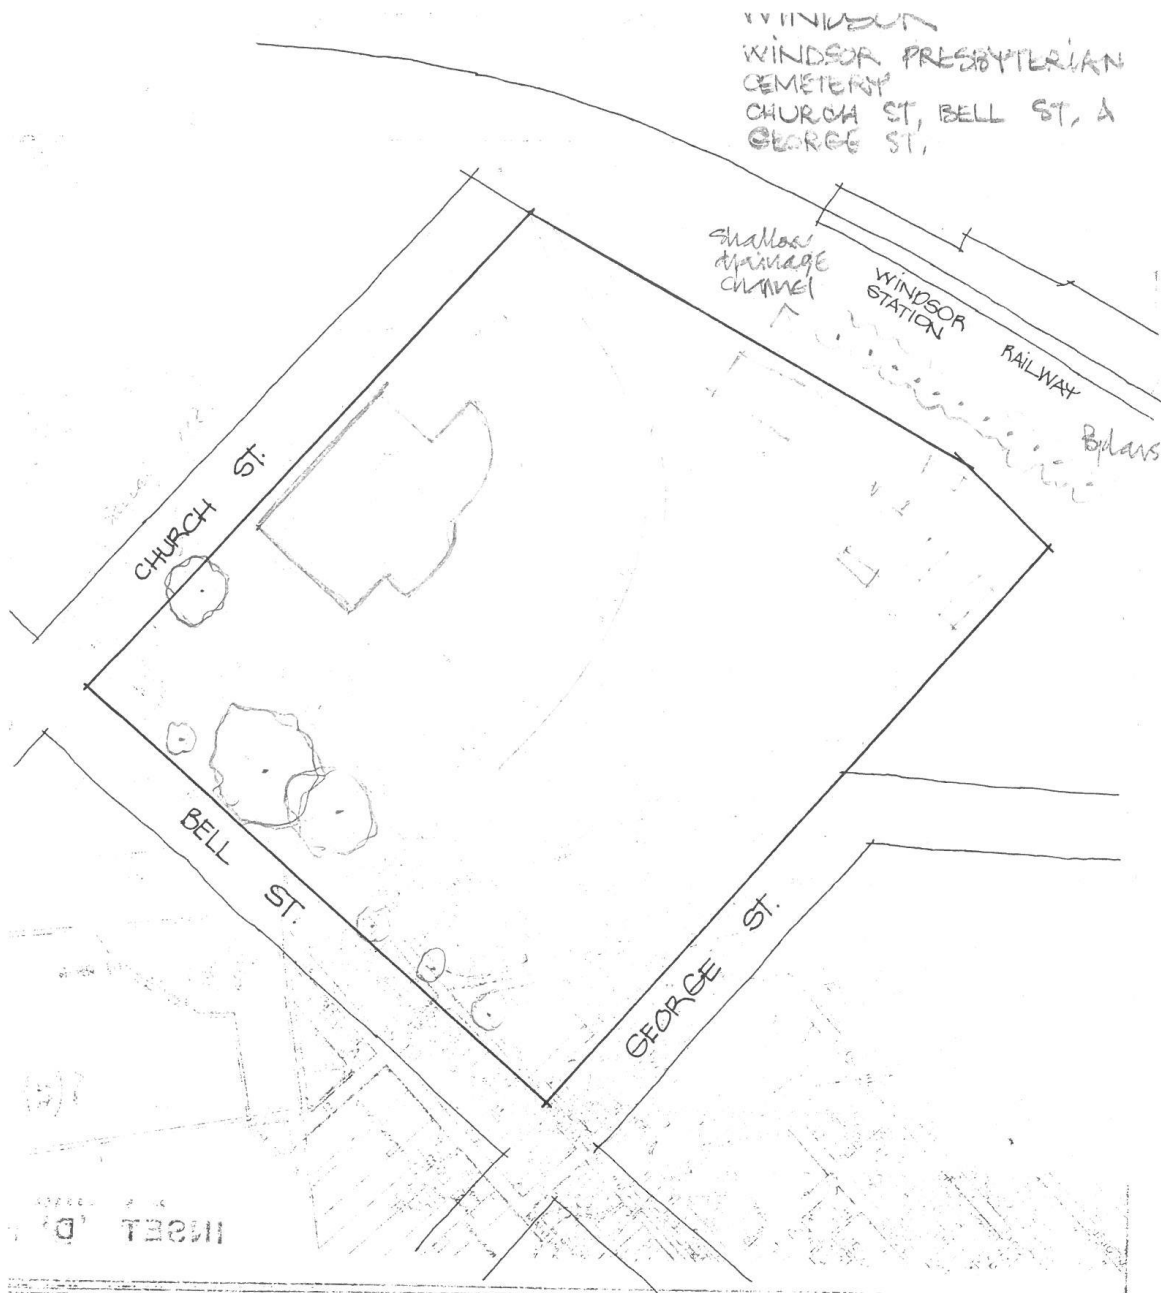 WINDSOR
WINDSOR PRESBYTERIAN
CEMETERY
CHURCH ST, BELL ST, &
GEORGE ST,
Shallow
drainage
channel
WINDSOR
STATION
RAILWAY
CHURCH ST.
BELL ST.
GEORGE ST.
INSET 'D'